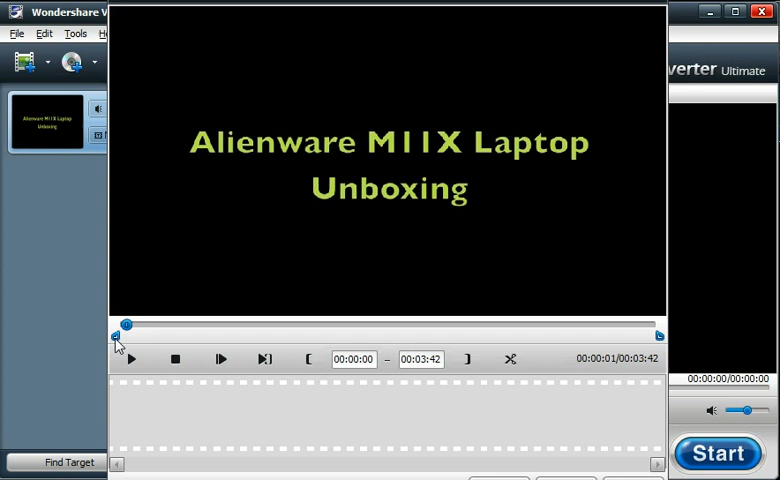 Wondershare V
File Edit Tools He
verter Ultimate
Alienware M11X Laptop
Unboxing
Alienware M11X Laptop
Unboxing
00:00:00 – 00:03:42
00:00:01/00:03:42
00:00:00/00:00:00
Find Target
Start